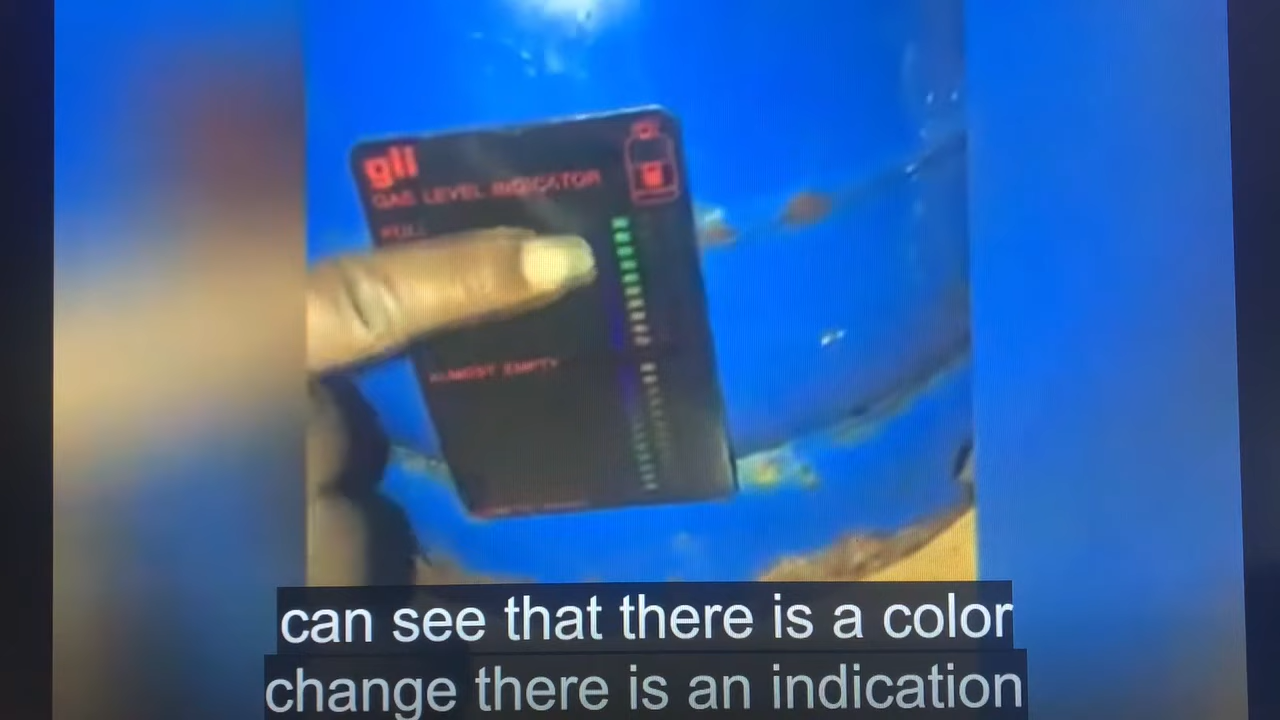 gli
GAS LEVEL INDICATOR
FULL
ALMOST EMPTY
can see that there is a color
change there is an indication